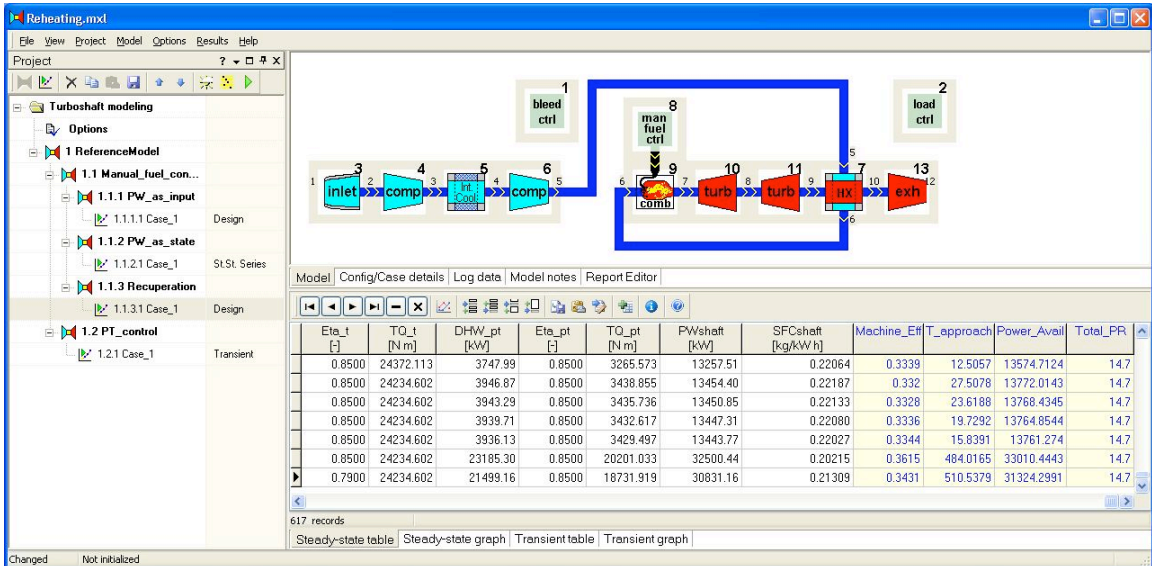 Reheating.mxl
File View Project Model Options Results Help
Project
Turboshaft modeling
Options
1 ReferenceModel
1.1 Manual_fuel_con...
1.1.1 PW_as_input
1.1.1.1 Case_1 Design
1.1.2 PW_as_state
1.1.2.1 Case_1 St.St. Series
1.1.3 Recuperation
1.1.3.1 Case_1 Design
1.2 PT_control
1.2.1 Case_1 Transient
1 2
bleed ctrl
load ctrl
8
man fuel ctrl
5
3 4 5 6 9 10 11 7 13
1 inlet 2 comp 3 Int. Cool. 4 comp 5 6 comb 7 turb 8 turb 9 HX 10 exh 12
6
Model Config/Case details Log data Model notes Report Editor
Eta_t TQ_t DHW_pt Eta_pt TQ_pt PWshaft SFCshaft Machine_Eff T_approach Power_Avail Total_PR
[-] [N m] [kW] [-] [N m] [kW] [kg/kW h]
0.8500 24372.113 3747.99 0.8500 3265.573 13257.51 0.22064 0.3339 12.5057 13574.7124 14.7
0.8500 24234.602 3946.87 0.8500 3438.855 13454.40 0.22187 0.332 27.5078 13772.0143 14.7
0.8500 24234.602 3943.29 0.8500 3435.736 13450.85 0.22133 0.3328 23.6188 13768.4345 14.7
0.8500 24234.602 3939.71 0.8500 3432.617 13447.31 0.22080 0.3336 19.7292 13764.8544 14.7
0.8500 24234.602 3936.13 0.8500 3429.497 13443.77 0.22027 0.3344 15.8391 13761.274 14.7
0.8500 24234.602 23185.30 0.8500 20201.033 32500.44 0.20215 0.3615 484.0165 33010.4443 14.7
0.7900 24234.602 21499.16 0.8500 18731.919 30831.16 0.21309 0.3431 510.5379 31324.2991 14.7
617 records
Steady-state table Steady-state graph Transient table Transient graph
Changed Not initialized